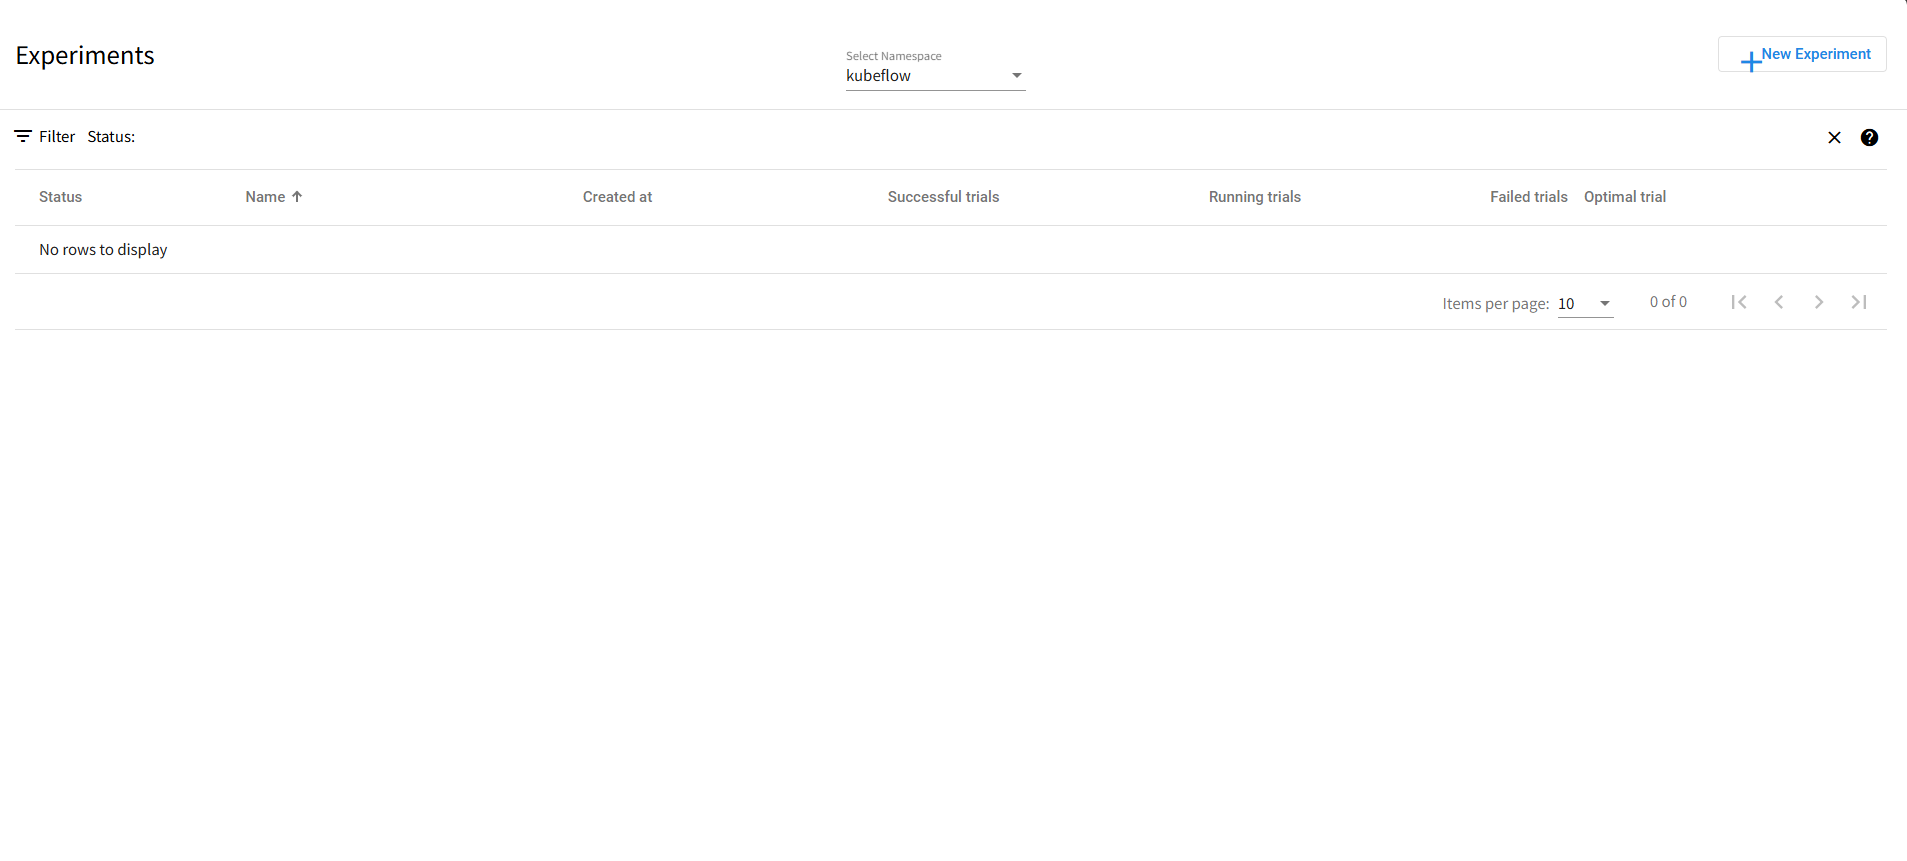 Experiments
Select Namespace
kubeflow
New Experiment
Filter Status:
Status Name Created at Successful trials Running trials Failed trials Optimal trial
No rows to display
Items per page: 10 0 of 0